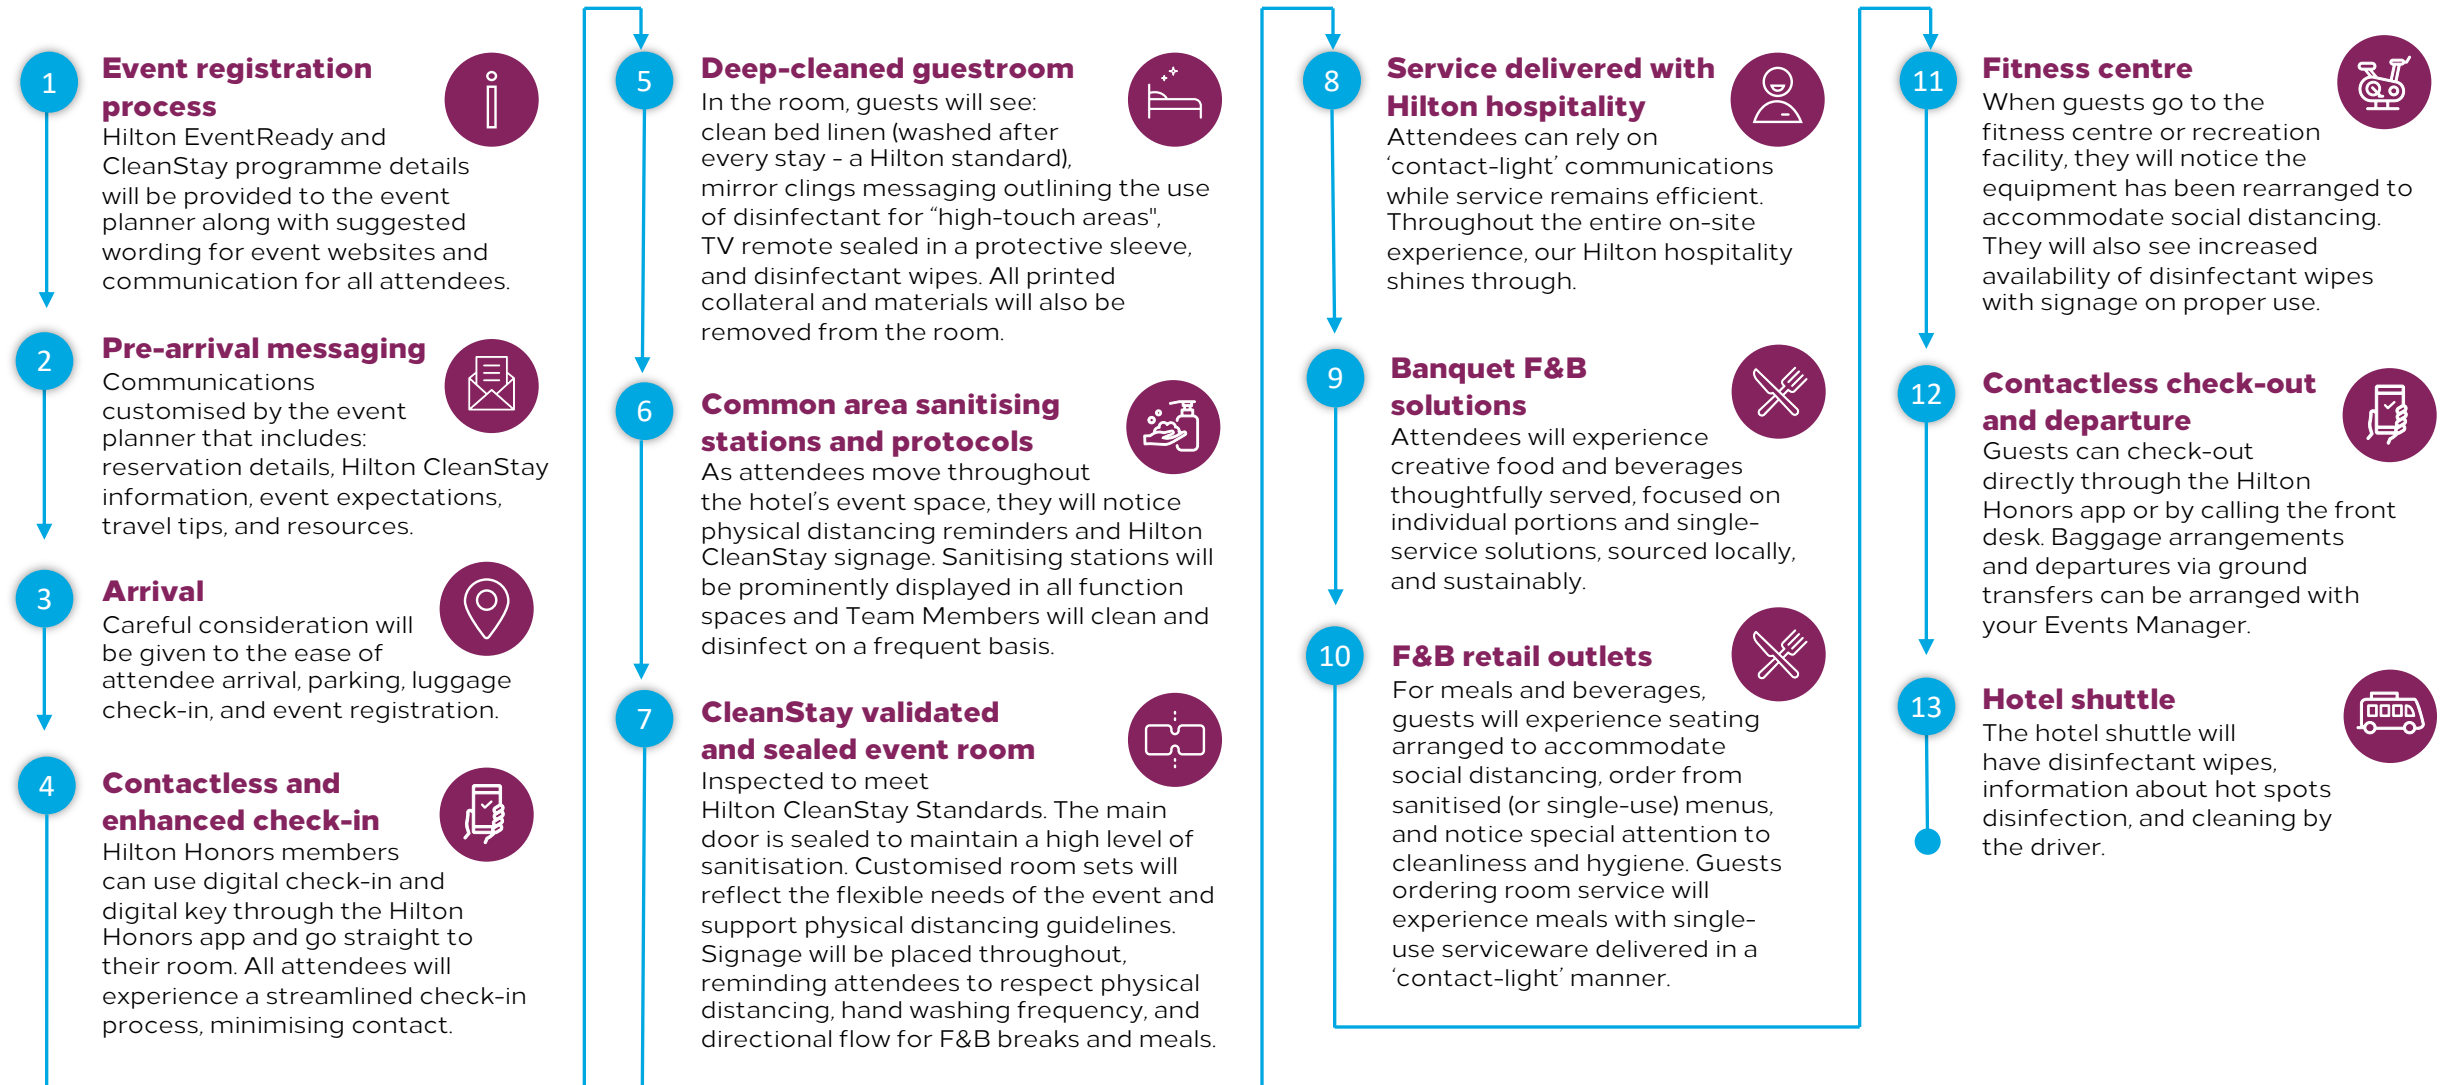 1
Event registration
process
Hilton EventReady and
CleanStay programme details
will be provided to the event
planner along with suggested
wording for event websites and
communication for all attendees.
2
Pre-arrival messaging
Communications
customised by the event
planner that includes:
reservation details, Hilton CleanStay
information, event expectations,
travel tips, and resources.
3
Arrival
Careful consideration will
be given to the ease of
attendee arrival, parking, luggage
check-in, and event registration.
4
Contactless and
enhanced check-in
Hilton Honors members
can use digital check-in and
digital key through the Hilton
Honors app and go straight to
their room. All attendees will
experience a streamlined check-in
process, minimising contact.
5
Deep-cleaned guestroom
In the room, guests will see:
clean bed linen (washed after
every stay - a Hilton standard),
mirror clings messaging outlining the use
of disinfectant for “high-touch areas",
TV remote sealed in a protective sleeve,
and disinfectant wipes. All printed
collateral and materials will also be
removed from the room.
6
Common area sanitising
stations and protocols
As attendees move throughout
the hotel’s event space, they will notice
physical distancing reminders and Hilton
CleanStay signage. Sanitising stations will
be prominently displayed in all function
spaces and Team Members will clean and
disinfect on a frequent basis.
7
CleanStay validated
and sealed event room
Inspected to meet
Hilton CleanStay Standards. The main
door is sealed to maintain a high level of
sanitisation. Customised room sets will
reflect the flexible needs of the event and
support physical distancing guidelines.
Signage will be placed throughout,
reminding attendees to respect physical
distancing, hand washing frequency, and
directional flow for F&B breaks and meals.
8
Service delivered with
Hilton hospitality
Attendees can rely on
‘contact-light’ communications
while service remains efficient.
Throughout the entire on-site
experience, our Hilton hospitality
shines through.
9
Banquet F&B
solutions
Attendees will experience
creative food and beverages
thoughtfully served, focused on
individual portions and single-
service solutions, sourced locally,
and sustainably.
10
F&B retail outlets
For meals and beverages,
guests will experience seating
arranged to accommodate
social distancing, order from
sanitised (or single-use) menus,
and notice special attention to
cleanliness and hygiene. Guests
ordering room service will
experience meals with single-
use serviceware delivered in a
‘contact-light’ manner.
11
Fitness centre
When guests go to the
fitness centre or recreation
facility, they will notice the
equipment has been rearranged to
accommodate social distancing.
They will also see increased
availability of disinfectant wipes
with signage on proper use.
12
Contactless check-out
and departure
Guests can check-out
directly through the Hilton
Honors app or by calling the front
desk. Baggage arrangements
and departures via ground
transfers can be arranged with
your Events Manager.
13
Hotel shuttle
The hotel shuttle will
have disinfectant wipes,
information about hot spots
disinfection, and cleaning by
the driver.